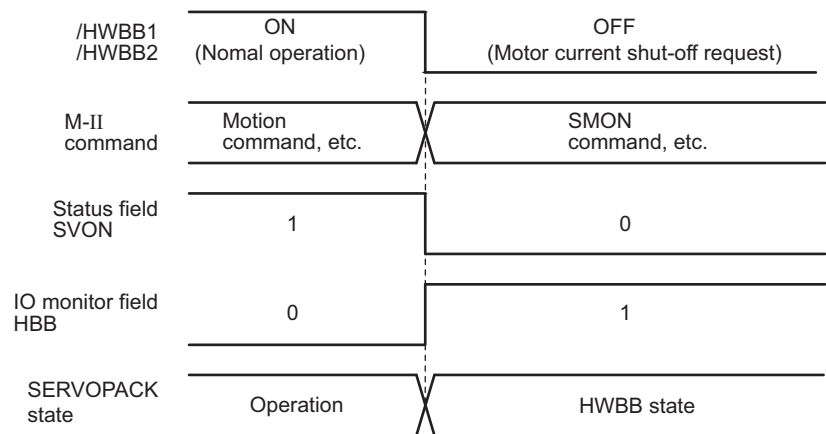 /HWBB1
/HWBB2
ON
(Nomal operation)
OFF
(Motor current shut-off request)
M-II
command
Motion
command, etc.
SMON
command, etc.
Status field
SVON
1
0
IO monitor field
HBB
0
1
SERVOPACK
state
Operation
HWBB state